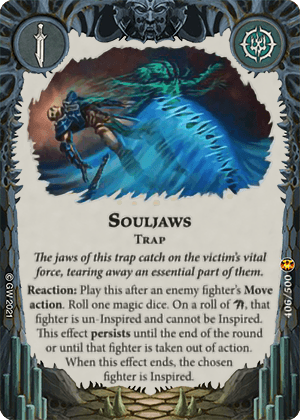 SOULJAWS
TRAP
The jaws of this trap catch on the victim's vital
force, tearing away an essential part of them.
Reaction: Play this after an enemy fighter's Move
action. Roll one magic dice. On a roll of , that
fighter is un-Inspired and cannot be Inspired.
This effect persists until the end of the round
or until that fighter is taken out of action.
When this effect ends, the chosen
fighter is Inspired.
© GW 2021
406/500